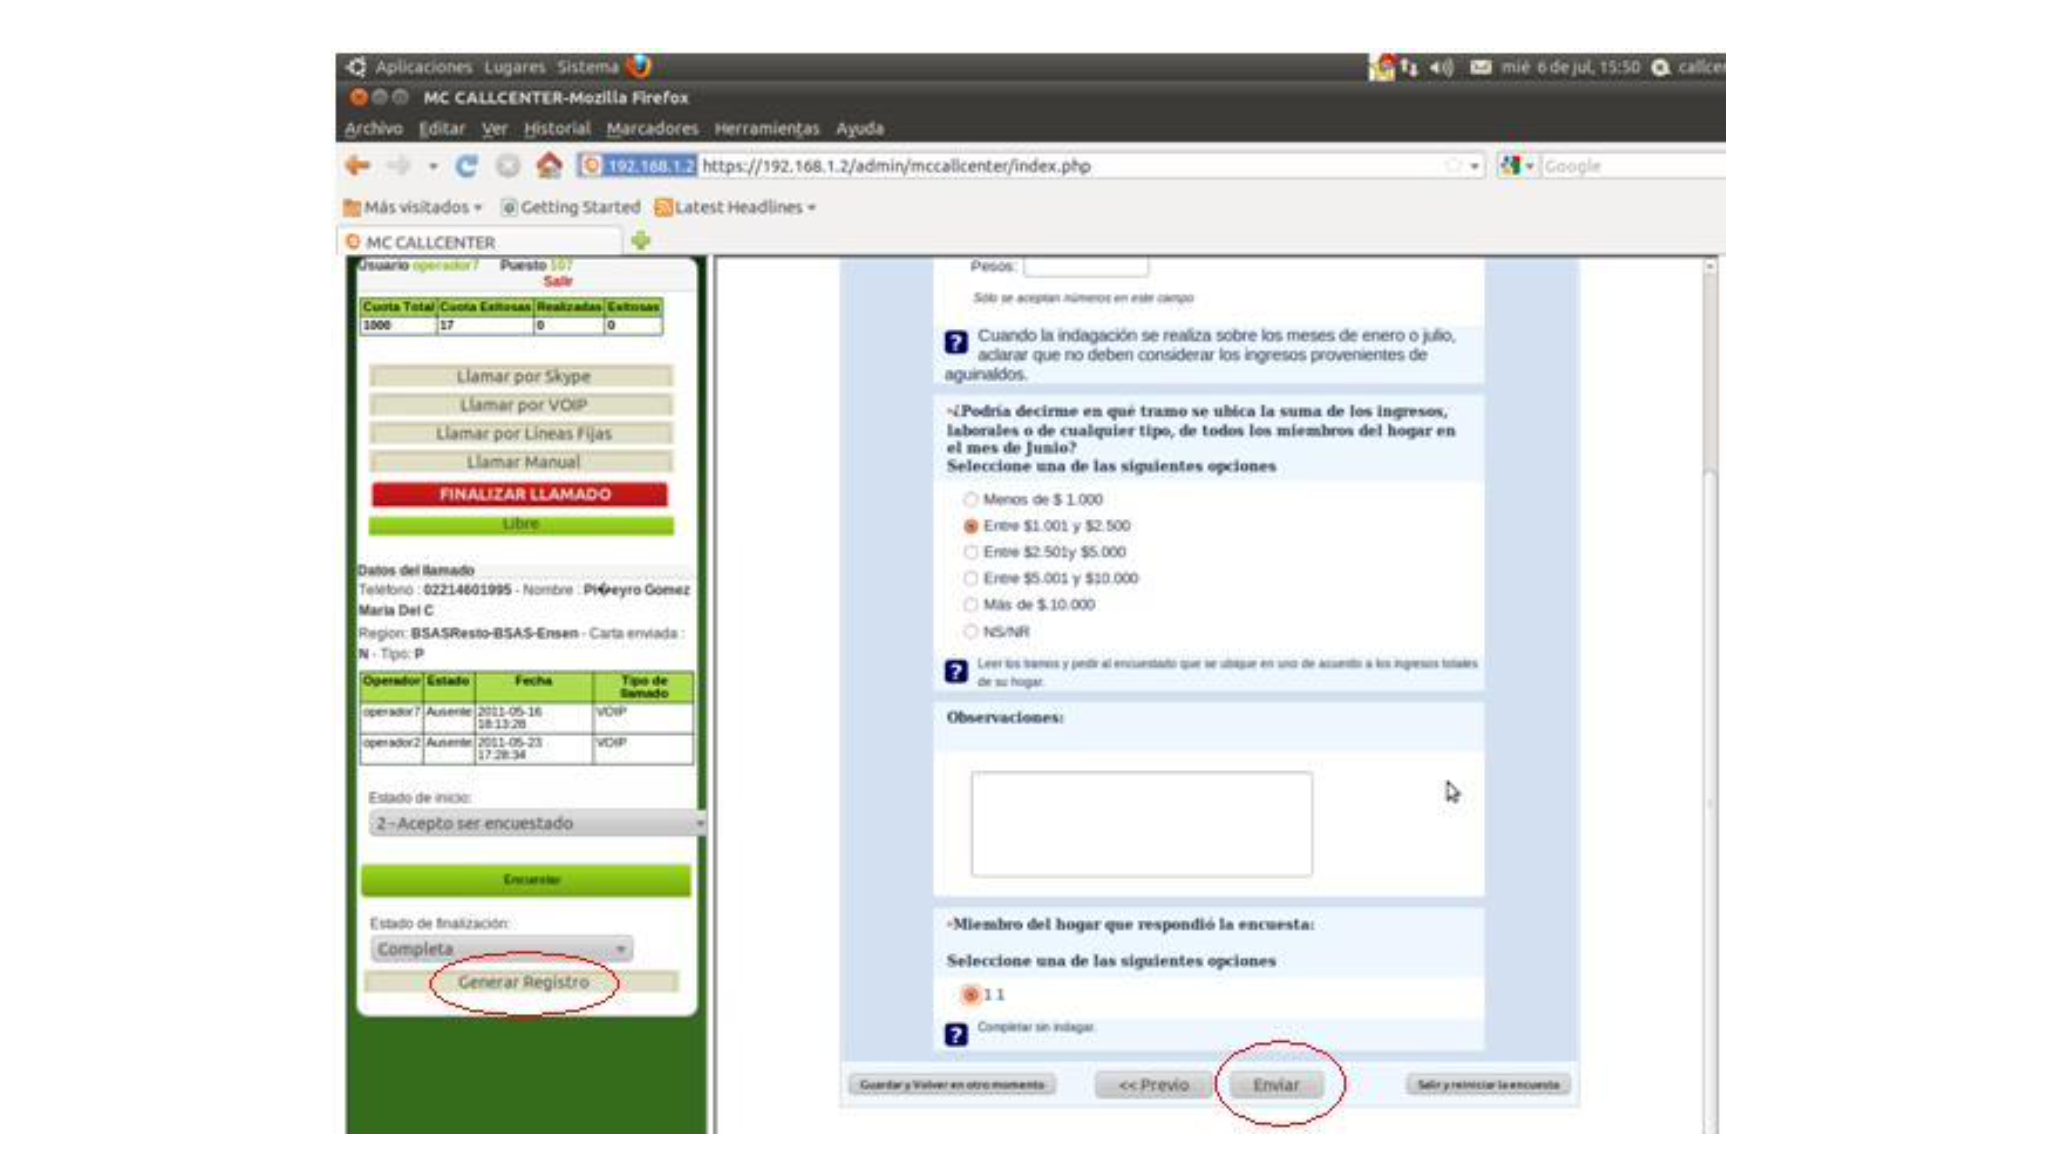 Aplicaciones Lugares Sistema mié 6 de jul, 15:50 callcer
MC CALLCENTER-Mozilla Firefox
Archivo Editar Ver Historial Marcadores Herramientas Ayuda
192.168.1.2 https://192.168.1.2/admin/mccallcenter/index.php Google
Más visitados Getting Started Latest Headlines
MC CALLCENTER
Usuario operador7 Puesto 107
Salir
Cuota Total Cuota Exitosas Realizadas Exitosas
1000 17 0 0
Llamar por Skype
Llamar por VOIP
Llamar por Lineas Fijas
Llamar Manual
FINALIZAR LLAMADO
Libre
Datos del llamado
Teléfono : 02214601995 - Nombre : Pi�eyro Gomez
Maria Del C
Region: BSASResto-BSAS-Ensen - Carta enviada :
N - Tipo: P
Operador Estado Fecha Tipo de llamado
operador7 Ausente 2011-05-16 18:13:28 VOIP
operador2 Ausente 2011-05-23 17:28:34 VOIP
Estado de inicio:
2-Acepto ser encuestado
Encuestar
Estado de finalización:
Completa
Generar Registro
Pesos:
Sólo se aceptan números en este campo
? Cuando la indagación se realiza sobre los meses de enero o julio,
aclarar que no deben considerar los ingresos provenientes de
aguinaldos.
*¿Podría decirme en qué tramo se ubica la suma de los ingresos,
laborales o de cualquier tipo, de todos los miembros del hogar en
el mes de Junio?
Seleccione una de las siguientes opciones
Menos de $ 1.000
Entre $1.001 y $2.500
Entre $2.501y $5.000
Entre $5.001 y $10.000
Más de $.10.000
NS/NR
? Leer los tramos y pedir al encuestado que se ubique en uno de acuerdo a los ingresos totales
de su hogar.
Observaciones:
*Miembro del hogar que respondió la encuesta:
Seleccione una de las siguientes opciones
1 1
? Completar sin indagar.
Guardar y Volver en otro momento << Previo Enviar Salir y reiniciar la encuesta